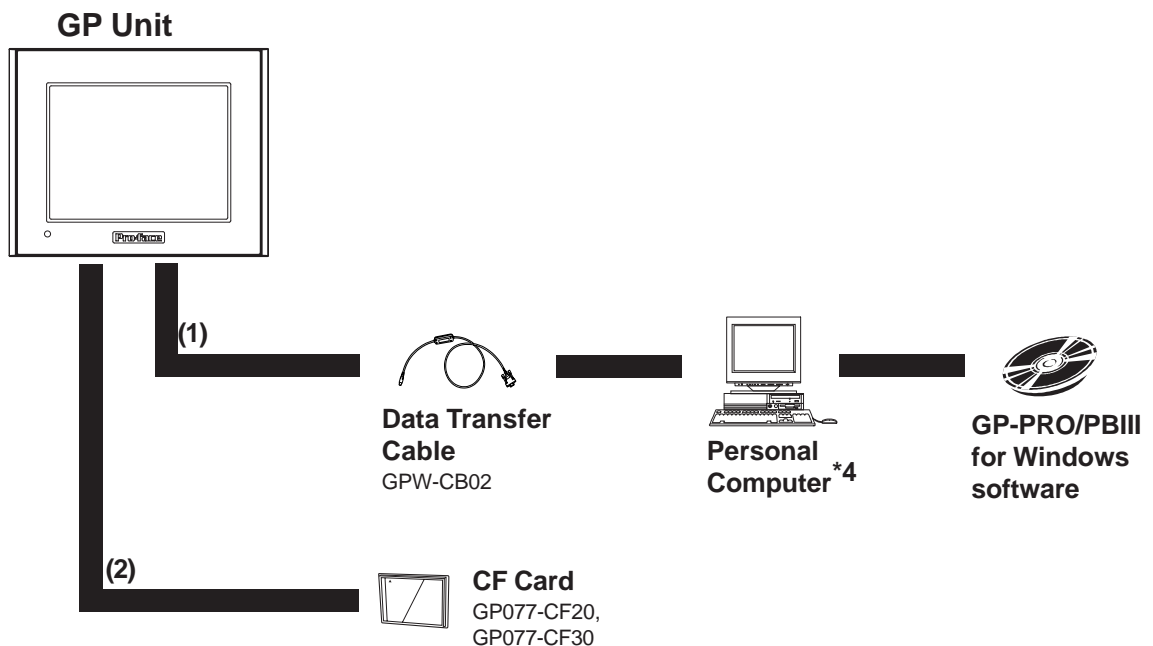 GP Unit
Pro-face
(1)
Data Transfer
Cable
GPW-CB02
Personal
Computer*4
GP-PRO/PBIII
for Windows
software
(2)
CF Card
GP077-CF20,
GP077-CF30